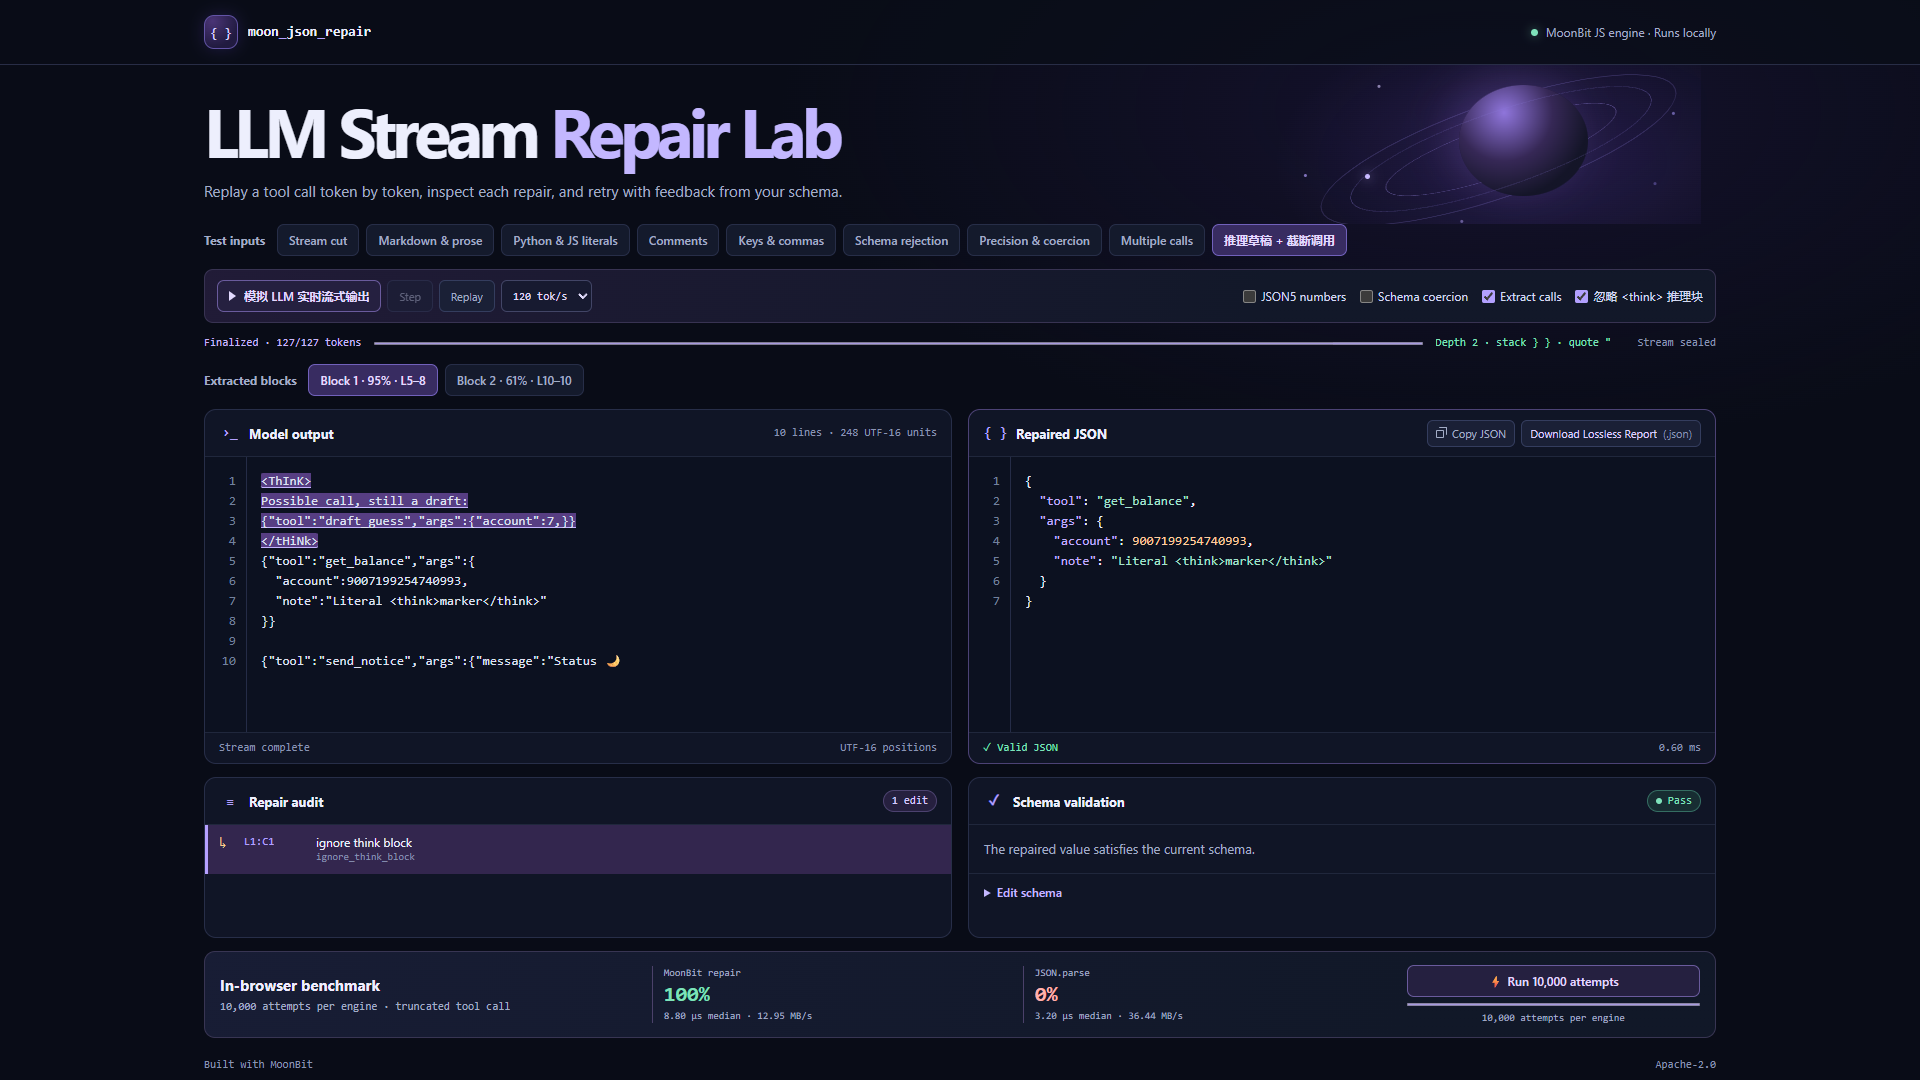 { } moon_json_repair
MoonBit JS engine · Runs locally
LLM Stream Repair Lab
Replay a tool call token by token, inspect each repair, and retry with feedback from your schema.
Test inputs Stream cut Markdown & prose Python & JS literals Comments Keys & commas Schema rejection Precision & coercion Multiple calls 推理草稿 + 截断调用
▶ 模拟 LLM 实时流式输出 Step Replay 120 tok/s JSON5 numbers Schema coercion Extract calls 忽略 <think> 推理块
Finalized · 127/127 tokens Depth 2 · stack } } · quote " Stream sealed
Extracted blocks Block 1 · 95% · L5–8 Block 2 · 61% · L10–10
›_ Model output 10 lines · 248 UTF-16 units
1 <ThInK>
2 Possible call, still a draft:
3 {"tool":"draft_guess","args":{"account":7,}}
4 </tHiNk>
5 {"tool":"get_balance","args":{
6 "account":9007199254740993,
7 "note":"Literal <think>marker</think>"
8 }}
9
10 {"tool":"send_notice","args":{"message":"Status 🌙
Stream complete UTF-16 positions
{ } Repaired JSON Copy JSON Download Lossless Report (.json)
1 {
2 "tool": "get_balance",
3 "args": {
4 "account": 9007199254740993,
5 "note": "Literal <think>marker</think>"
6 }
7 }
✓ Valid JSON 0.60 ms
≡ Repair audit 1 edit
↳ L1:C1 ignore think block
ignore_think_block
✓ Schema validation Pass
The repaired value satisfies the current schema.
▶ Edit schema
In-browser benchmark
10,000 attempts per engine · truncated tool call
MoonBit repair
100%
8.80 µs median · 12.95 MB/s
JSON.parse
0%
3.20 µs median · 36.44 MB/s
⚡ Run 10,000 attempts
10,000 attempts per engine
Built with MoonBit
Apache-2.0